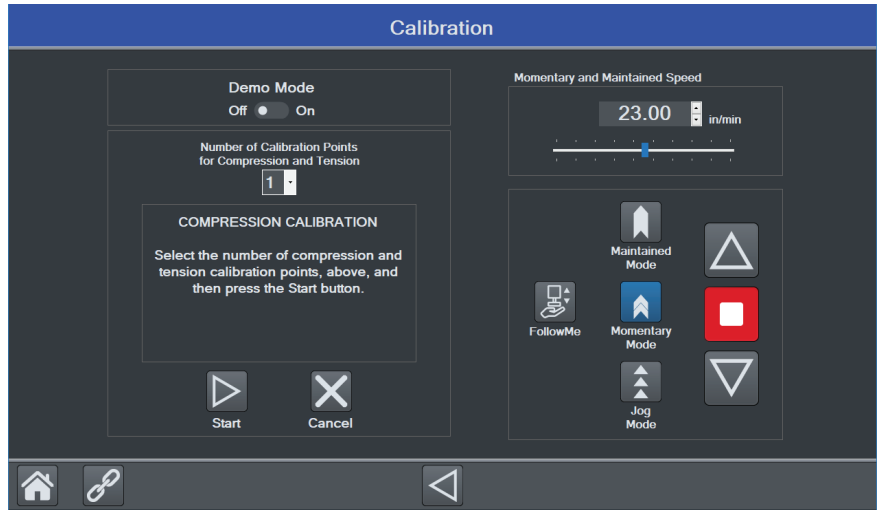 Calibration
Demo Mode
Off On
Number of Calibration Points
for Compression and Tension
1
COMPRESSION CALIBRATION
Select the number of compression and
tension calibration points, above, and
then press the Start button.
Start Cancel
Momentary and Maintained Speed
23.00 in/min
Maintained
Mode
FollowMe
Momentary
Mode
Jog
Mode